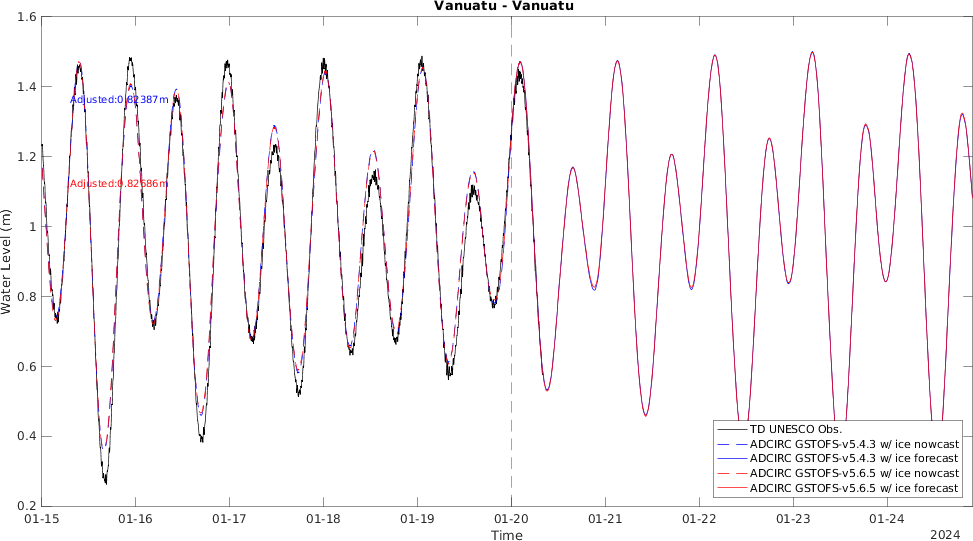 Vanuatu - Vanuatu
1.6
1.4
1.2
1
0.8
0.6
0.4
0.2
Water Level (m)
Adjusted:0.82387m
Adjusted:0.82686m
TD UNESCO Obs.
ADCIRC GSTOFS-v5.4.3 w/ ice nowcast
ADCIRC GSTOFS-v5.4.3 w/ ice forecast
ADCIRC GSTOFS-v5.6.5 w/ ice nowcast
ADCIRC GSTOFS-v5.6.5 w/ ice forecast
01-15 01-16 01-17 01-18 01-19 01-20 01-21 01-22 01-23 01-24
Time
2024